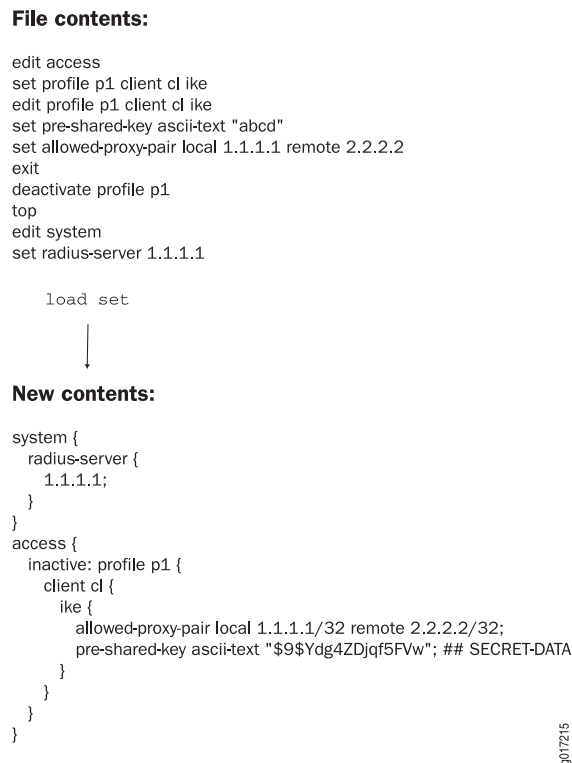 File contents:
edit access
set profile p1 client cl ike
edit profile p1 client cl ike
set pre-shared-key ascii-text "abcd"
set allowed-proxy-pair local 1.1.1.1 remote 2.2.2.2
exit
deactivate profile p1
top
edit system
set radius-server 1.1.1.1
load set
New contents:
system {
radius-server {
1.1.1.1;
}
}
access {
inactive: profile p1 {
client cl {
ike {
allowed-proxy-pair local 1.1.1.1/32 remote 2.2.2.2/32;
pre-shared-key ascii-text "$9$Ydg4ZDjqf5FVw"; ## SECRET-DATA
}
}
}
}
g017215